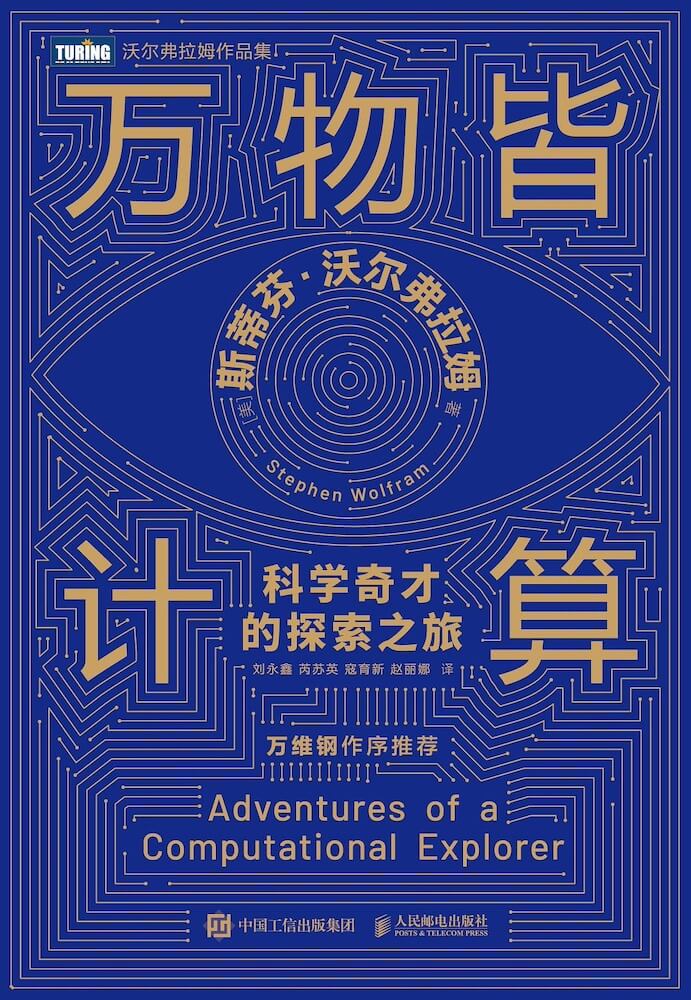 TURING 沃尔弗拉姆作品集
万物皆
斯蒂芬·沃尔弗拉姆
[美] 著
Stephen Wolfram
计算
科学奇才
的探索之旅
刘永鑫 芮苏英 寇育新 赵丽娜 译
万维钢作序推荐
Adventures of a
Computational Explorer
中国工信出版集团 人民邮电出版社
POSTS & TELECOM PRESS